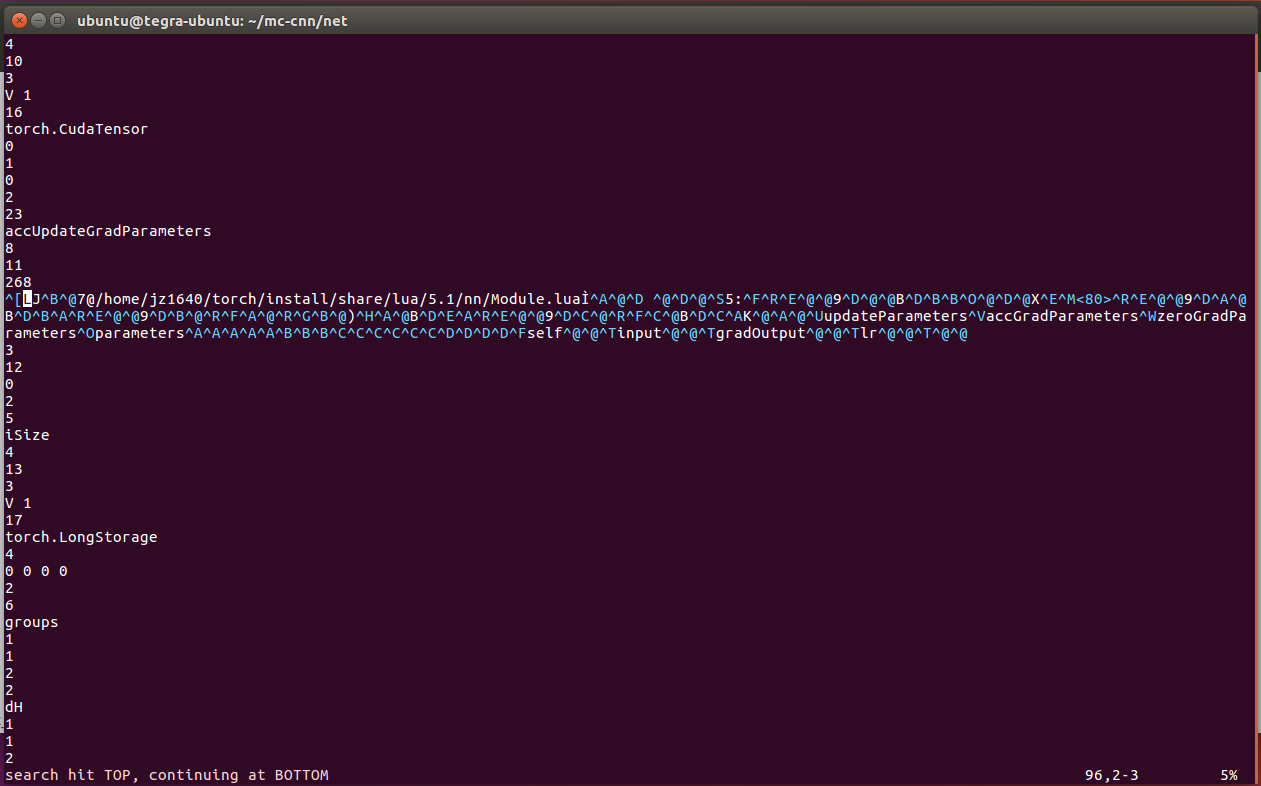 ubuntu@tegra-ubuntu: ~/mc-cnn/net
4
10
3
V 1
16
torch.CudaTensor
0
1
0
2
23
accUpdateGradParameters
8
11
268
^[LJ^B^@7@/home/jz1640/torch/install/share/lua/5.1/nn/Module.luaÌ^A^@^D ^@^D^@^S5:^F^R^E^@^@9^D^@^@B^D^B^B^O^@^D^@X^E^M<80>^R^E^@^@9^D^A^@
B^D^B^A^R^E^@^@9^D^B^@^R^F^A^@^R^G^B^@)^H^A^@B^D^E^A^R^E^@^@9^D^C^@^R^F^C^@B^D^C^AK^@^A^@^UupdateParameters^VaccGradParameters^WzeroGradPa
rameters^Oparameters^A^A^A^A^A^B^B^B^C^C^C^C^C^C^D^D^D^D^Fself^@^@^Tinput^@^@^TgradOutput^@^@^Tlr^@^@^T^@^@
3
12
0
2
5
iSize
4
13
3
V 1
17
torch.LongStorage
4
0 0 0 0
2
6
groups
1
1
2
2
dH
1
1
2
search hit TOP, continuing at BOTTOM 96,2-3 5%